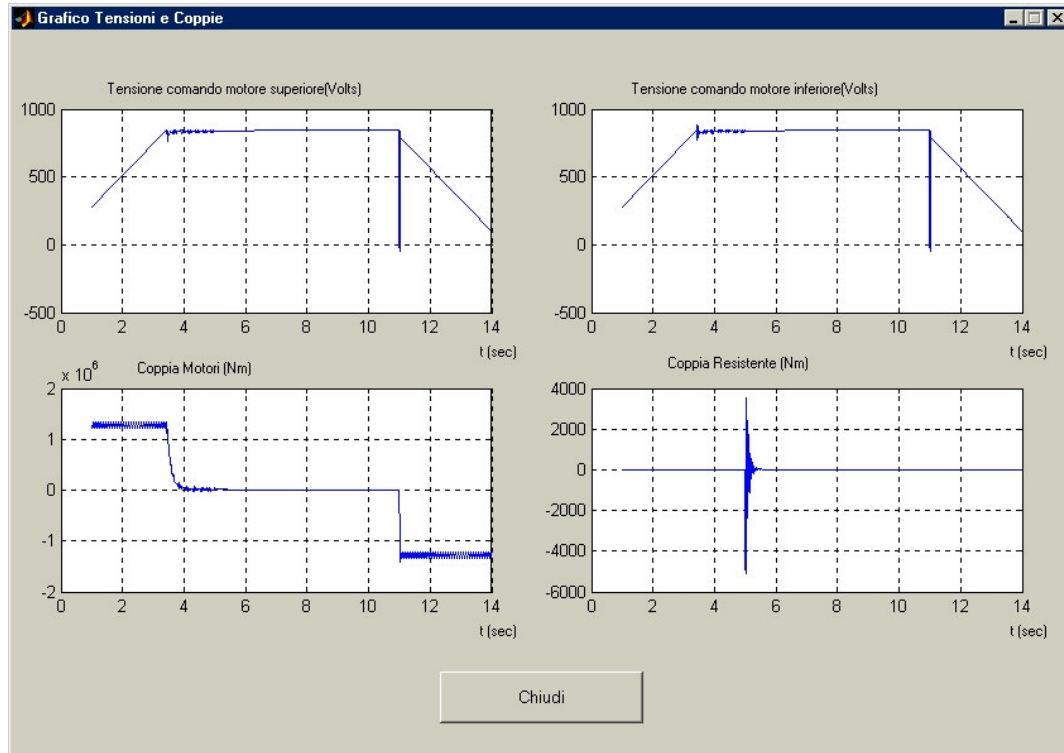 Grafico Tensioni e Coppie
Tensione comando motore superiore(Volts)
1000
500
0
-500
0 2 4 6 8 10 12 14
t (sec)
Tensione comando motore inferiore(Volts)
1000
500
0
-500
0 2 4 6 8 10 12 14
t (sec)
x 10^6
Coppia Motori (Nm)
2
1
0
-1
-2
0 2 4 6 8 10 12 14
t (sec)
Coppia Resistente (Nm)
4000
2000
0
-2000
-4000
-6000
0 2 4 6 8 10 12 14
t (sec)
Chiudi